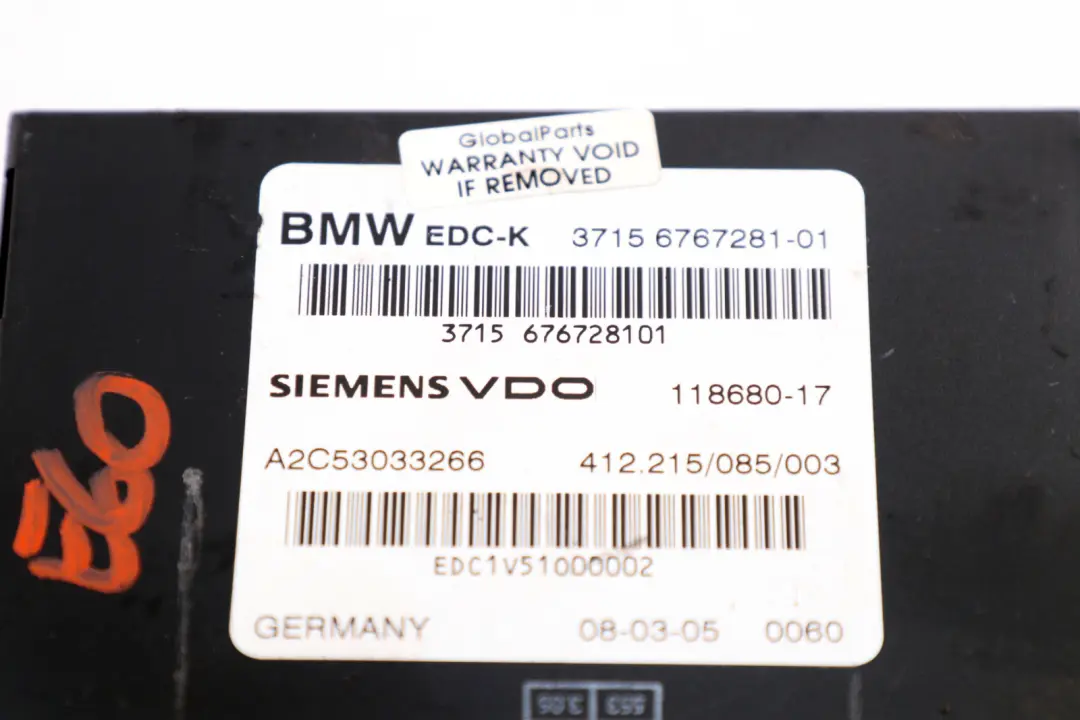 GlobalParts
WARRANTY VOID
IF REMOVED
BMW EDC-K 3715 6767281-01
3715 676728101
SIEMENS VDO 118680-17
A2C53033266 412.215/085/003
EDC1V51000002
GERMANY 08-03-05 0060
E60